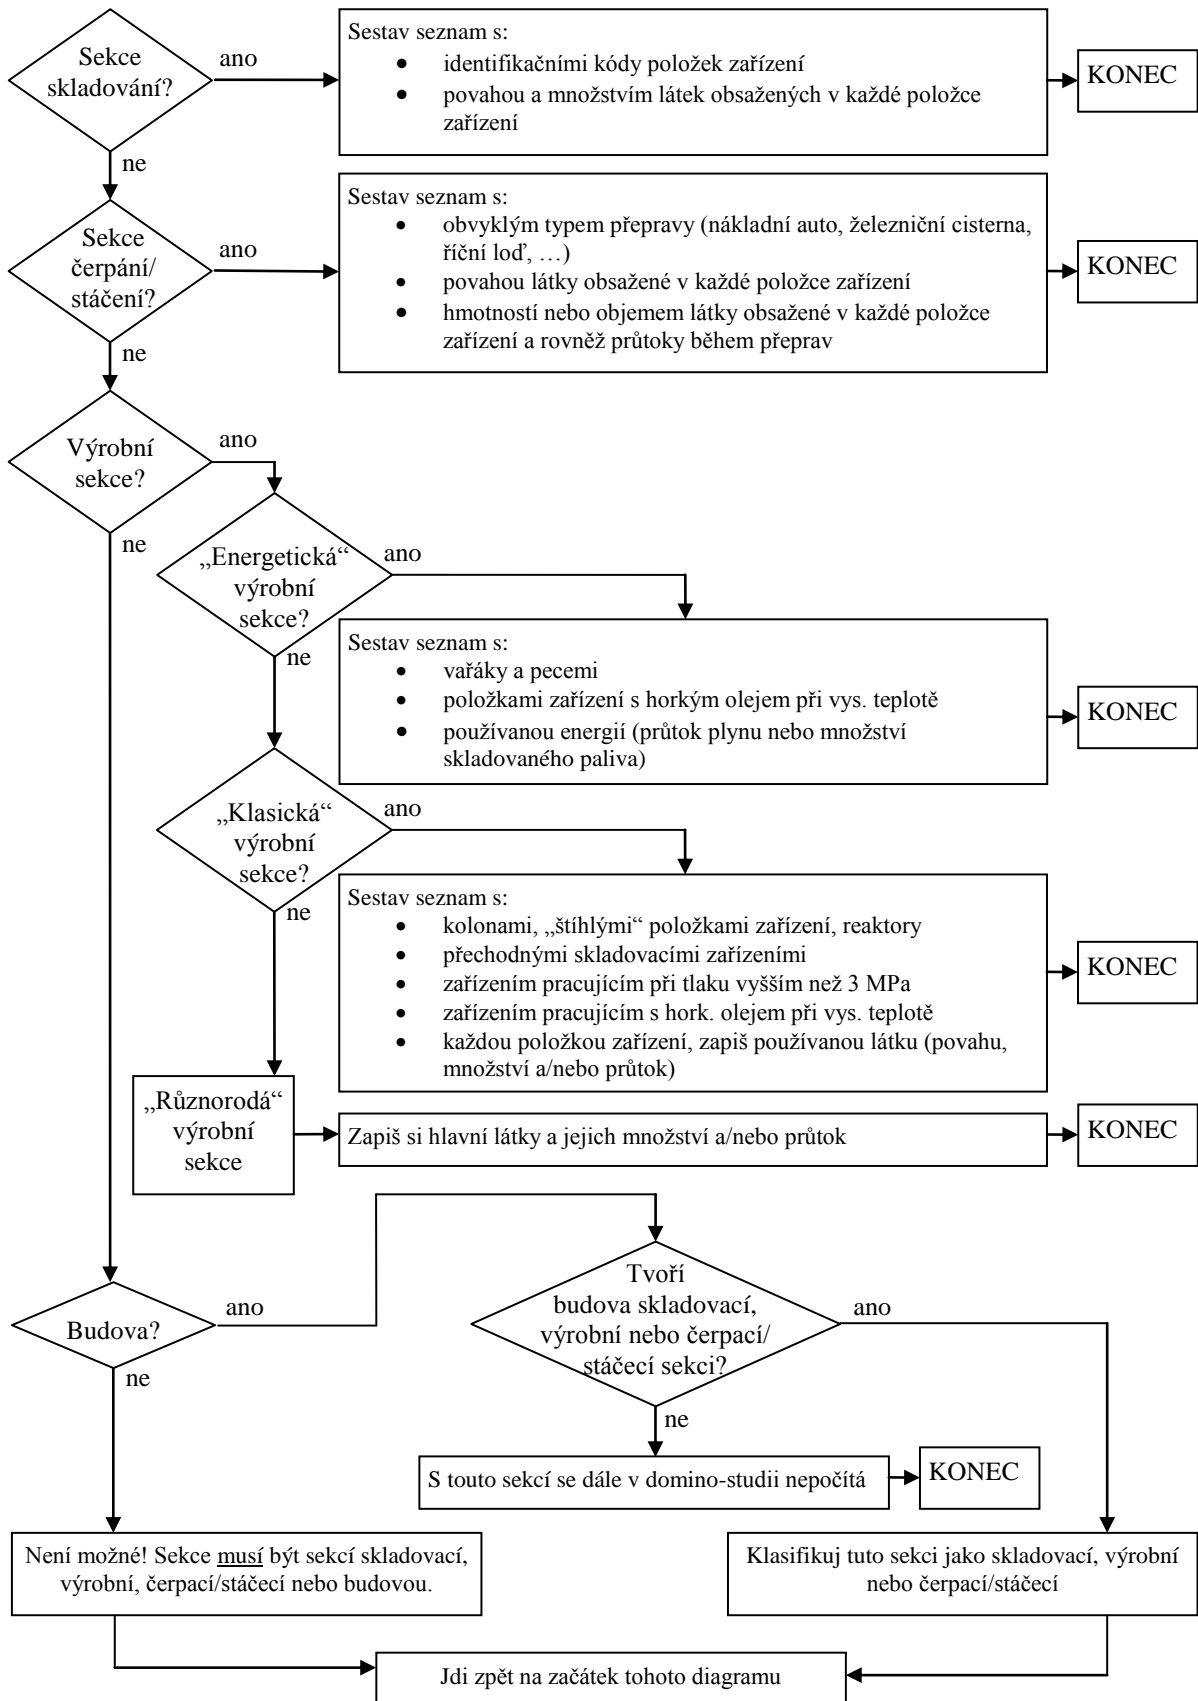 Sekce
skladování?
ano
Sestav seznam s:
• identifikačními kódy položek zařízení
• povahou a množstvím látek obsažených v každé položce
zařízení
KONEC
ne
Sekce
čerpání/
stáčení?
ano
Sestav seznam s:
• obvyklým typem přepravy (nákladní auto, železniční cisterna,
říční loď, …)
• povahou látky obsažené v každé položce zařízení
• hmotností nebo objemem látky obsažené v každé položce
zařízení a rovněž průtoky během přeprav
KONEC
ne
Výrobní
sekce?
ano
ne
„Energetická“
výrobní
sekce?
ano
Sestav seznam s:
• vařáky a pecemi
• položkami zařízení s horkým olejem při vys. teplotě
• používanou energií (průtok plynu nebo množství
skladovaného paliva)
KONEC
ne
„Klasická“
výrobní
sekce?
ano
Sestav seznam s:
• kolonami, „štíhlými“ položkami zařízení, reaktory
• přechodnými skladovacími zařízeními
• zařízením pracujícím při tlaku vyšším než 3 MPa
• zařízením pracujícím s hork. olejem při vys. teplotě
• každou položkou zařízení, zapiš používanou látku (povahu,
množství a/nebo průtok)
KONEC
ne
„Různorodá“
výrobní
sekce
Zapiš si hlavní látky a jejich množství a/nebo průtok
KONEC
Budova?
ano
Tvoří
budova skladovací,
výrobní nebo čerpací/
stáčecí sekci?
ano
ne
ne
S touto sekcí se dále v domino-studii nepočítá
KONEC
Není možné! Sekce musí být sekcí skladovací,
výrobní, čerpací/stáčecí nebo budovou.
Klasifikuj tuto sekci jako skladovací, výrobní
nebo čerpací/stáčecí
Jdi zpět na začátek tohoto diagramu